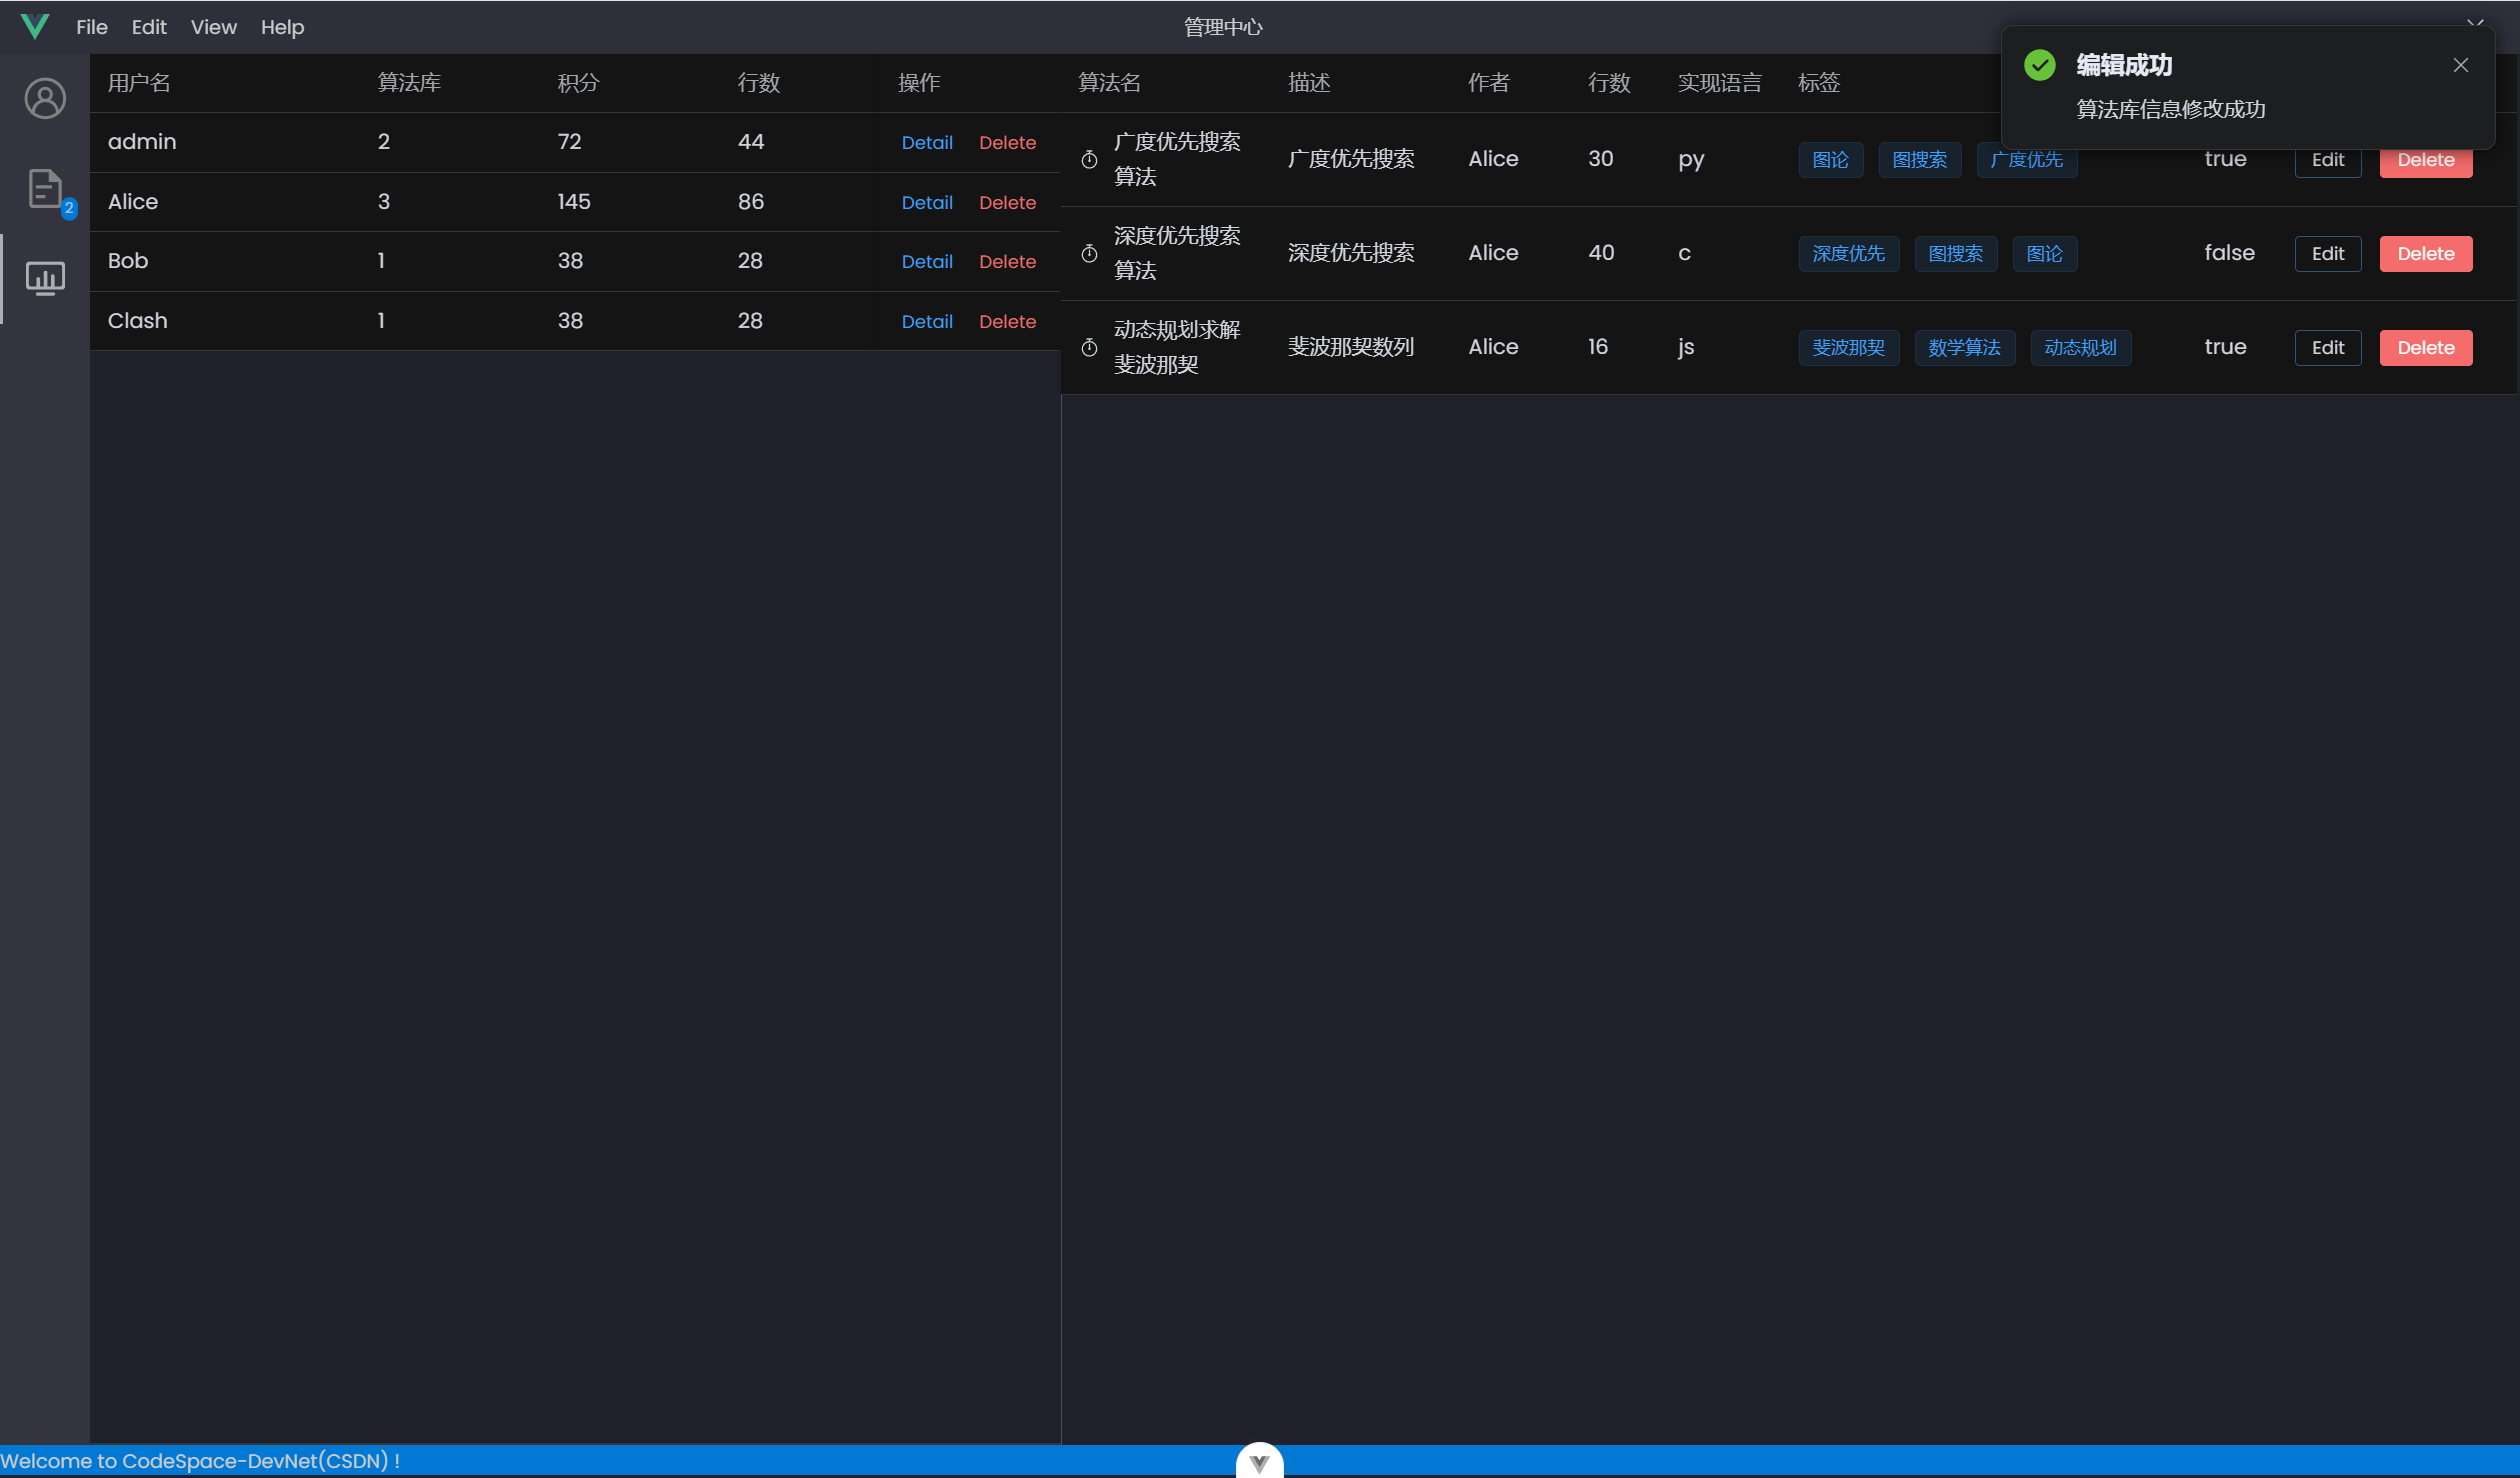 File Edit View Help
管理中心
编辑成功
算法库信息修改成功
2
用户名 算法库 积分 行数 操作
admin 2 72 44 Detail Delete
Alice 3 145 86 Detail Delete
Bob 1 38 28 Detail Delete
Clash 1 38 28 Detail Delete
算法名 描述 作者 行数 实现语言 标签
广度优先搜索
算法
广度优先搜索 Alice 30 py 图论 图搜索 广度优先 true Edit Delete
深度优先搜索
算法
深度优先搜索 Alice 40 c 深度优先 图搜索 图论 false Edit Delete
动态规划求解
斐波那契
斐波那契数列 Alice 16 js 斐波那契 数学算法 动态规划 true Edit Delete
Welcome to CodeSpace-DevNet(CSDN) !